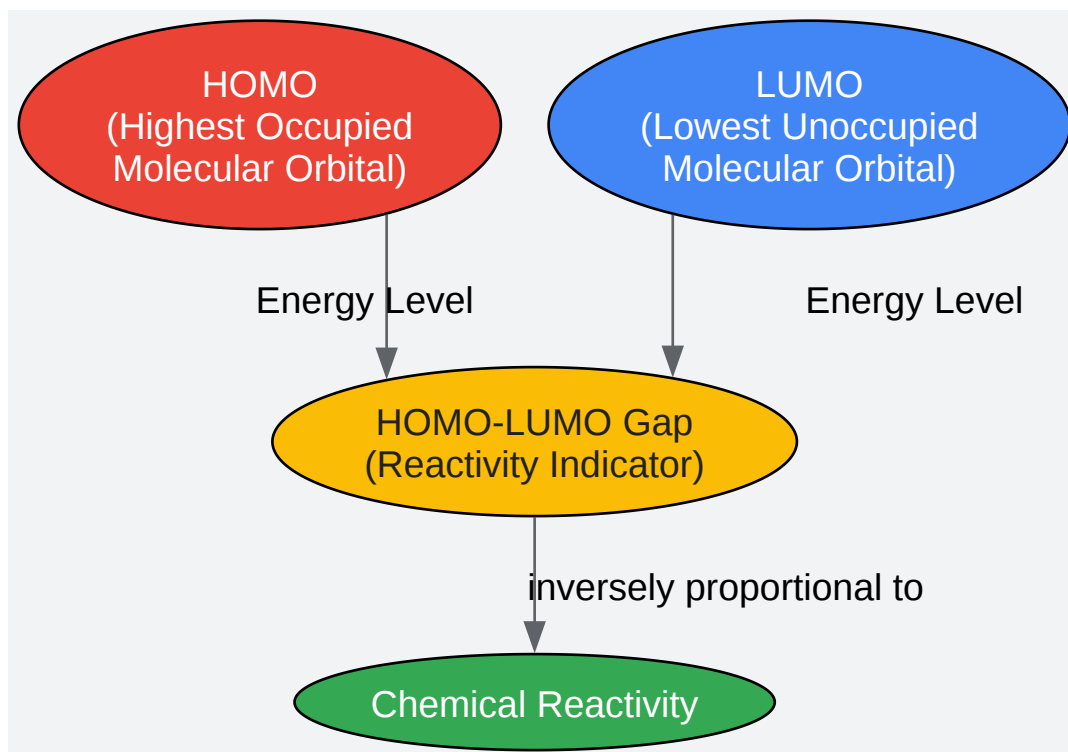 HOMO
(Highest Occupied
Molecular Orbital)
LUMO
(Lowest Unoccupied
Molecular Orbital)
Energy Level
Energy Level
HOMO-LUMO Gap
(Reactivity Indicator)
inversely proportional to
Chemical Reactivity